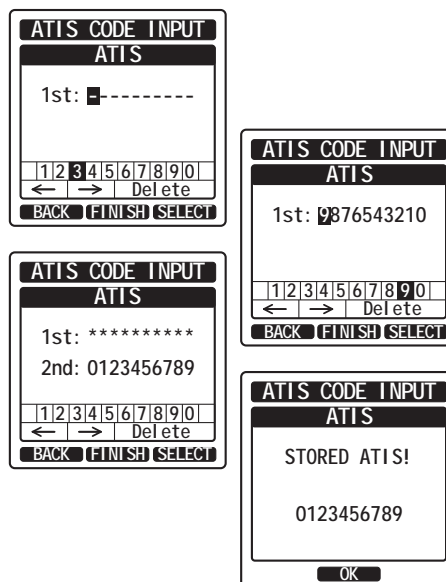 ATIS CODE INPUT
ATIS
1st: ----------
1 2 3 4 5 6 7 8 9 0
← → Delete
BACK FINISH SELECT
ATIS CODE INPUT
ATIS
1st: 9876543210
1 2 3 4 5 6 7 8 9 0
← → Delete
BACK FINISH SELECT
ATIS CODE INPUT
ATIS
1st: **********
2nd: 0123456789
1 2 3 4 5 6 7 8 9 0
← → Delete
BACK FINISH SELECT
ATIS CODE INPUT
ATIS
STORED ATIS!
0123456789
OK